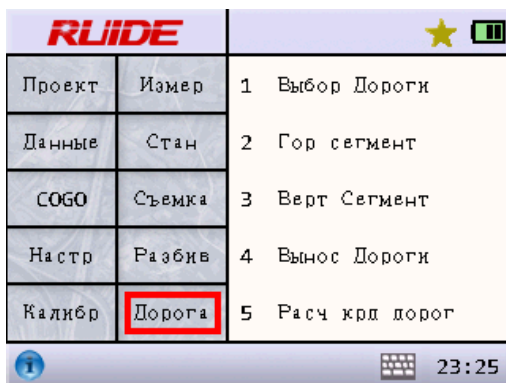 RUIDE
Проект
Измер
1 Выбор Дороги
Данные
Стан
2 Гор сегмент
COGO
Съемка
3 Верт Сегмент
Настр
Разбив
4 Вынос Дороги
Калибр
Дорога
5 Расч крл дорог
23:25